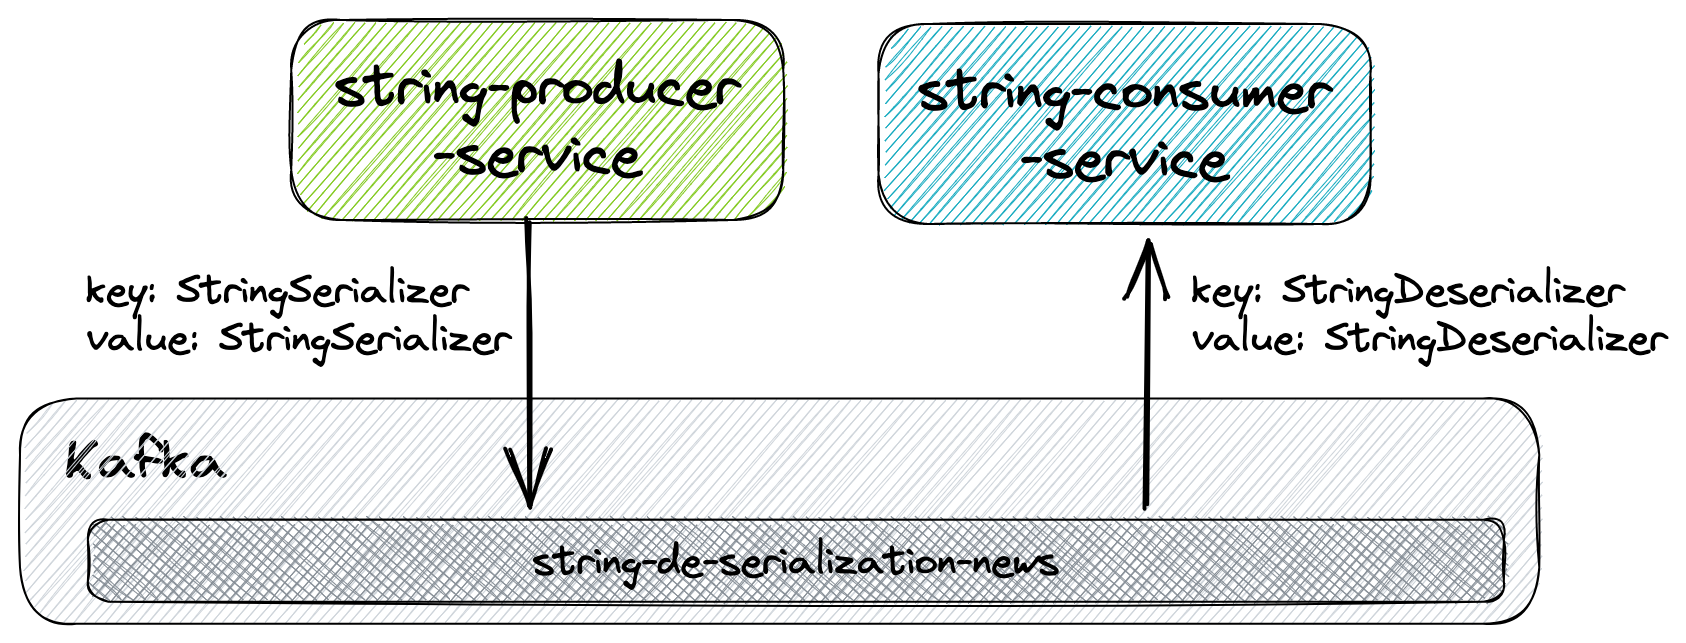 string-producer
-service
string-consumer
-service
key: StringSerializer
value: StringSerializer
key: StringDeserializer
value: StringDeserializer
Kafka
string-de-serialization-news